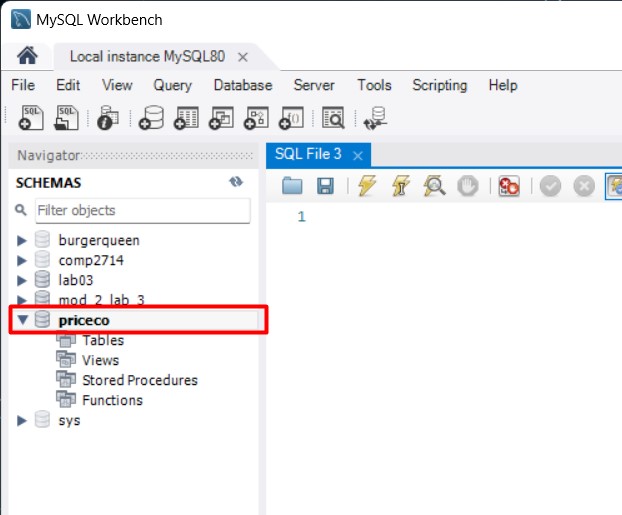 MySQL Workbench
Local instance MySQL80
File Edit View Query Database Server Tools Scripting Help
SQL SQL
Navigator
SQL File 3
SCHEMAS
Filter objects
1
burgerqueen
comp2714
lab03
mod_2_lab_3
priceco
Tables
Views
Stored Procedures
Functions
sys